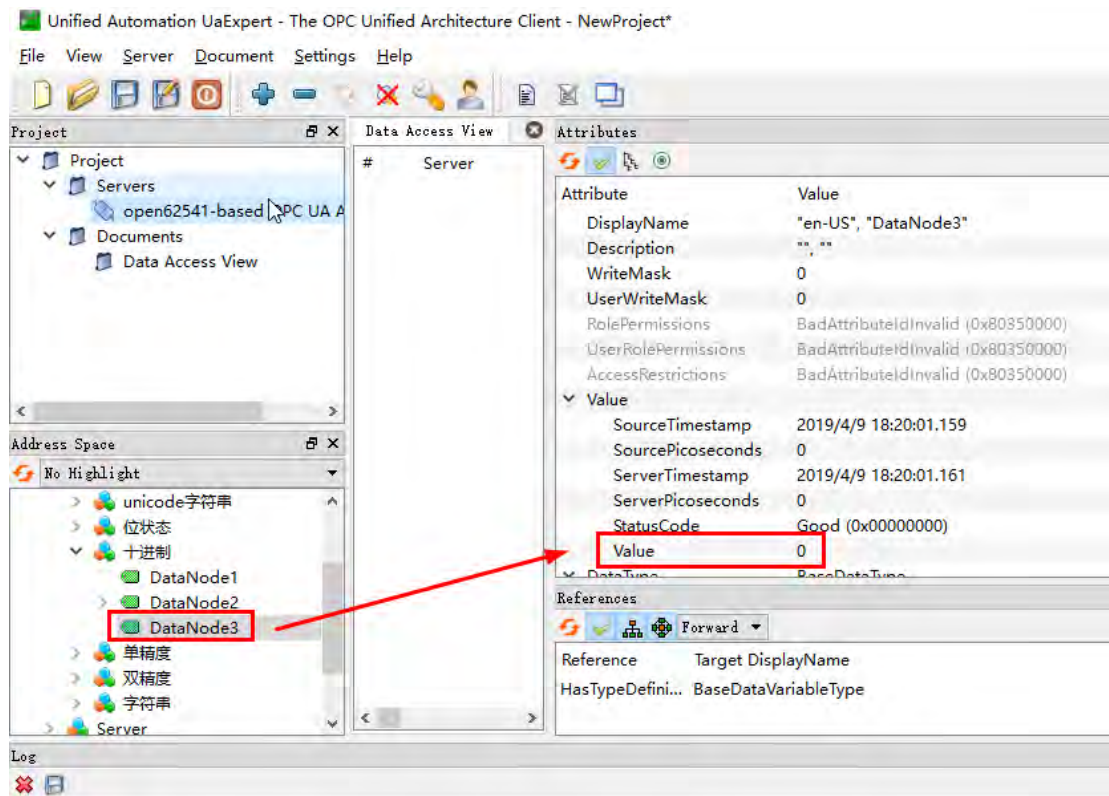 Unified Automation UaExpert - The OPC Unified Architecture Client - NewProject*
File View Server Document Settings Help
Project
Project
Servers
open62541-based OPC UA A
Documents
Data Access View
Address Space
No Highlight
unicode字符串
位状态
十进制
DataNode1
DataNode2
DataNode3
单精度
双精度
字符串
Server
Data Access View
# Server
Attributes
Attribute Value
DisplayName "en-US", "DataNode3"
Description "", ""
WriteMask 0
UserWriteMask 0
RolePermissions BadAttributeIdInvalid (0x80350000)
UserRolePermissions BadAttributeIdInvalid (0x80350000)
AccessRestrictions BadAttributeIdInvalid (0x80350000)
Value
SourceTimestamp 2019/4/9 18:20:01.159
SourcePicoseconds 0
ServerTimestamp 2019/4/9 18:20:01.161
ServerPicoseconds 0
StatusCode Good (0x00000000)
Value 0
DataType BaseDataType
References
Forward
Reference Target DisplayName
HasTypeDefini... BaseDataVariableType
Log